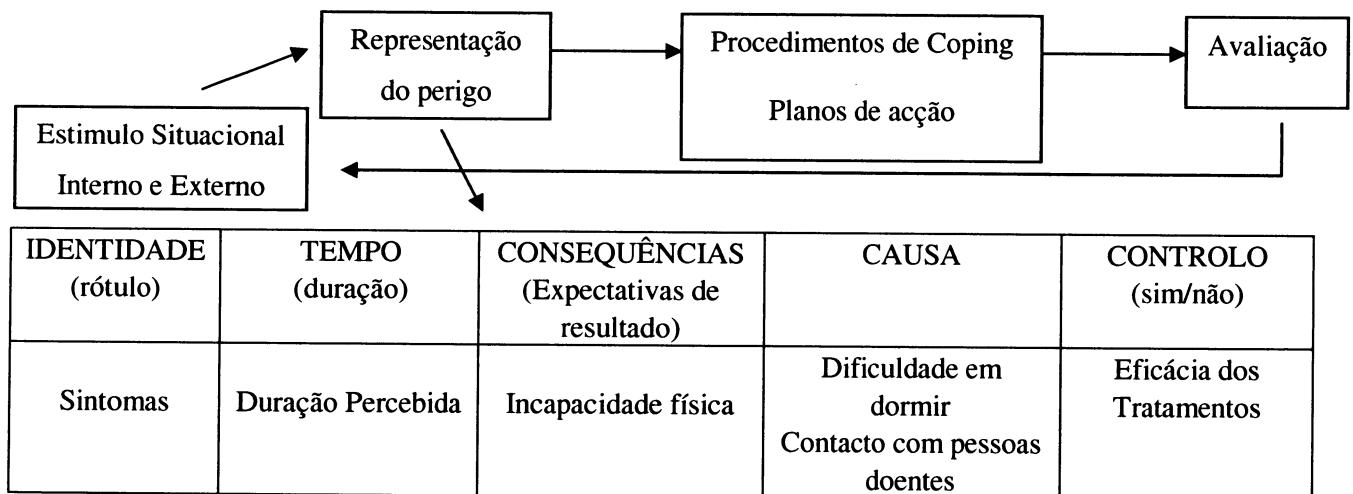 Representação
do perigo
Procedimentos de Coping
Planos de acção
Avaliação
Estimulo Situacional
Interno e Externo
IDENTIDADE
(rótulo)
TEMPO
(duração)
CONSEQUÊNCIAS
(Expectativas de
resultado)
CAUSA
CONTROLO
(sim/não)
Sintomas
Duração Percebida
Incapacidade física
Dificuldade em
dormir
Contacto com pessoas
doentes
Eficácia dos
Tratamentos